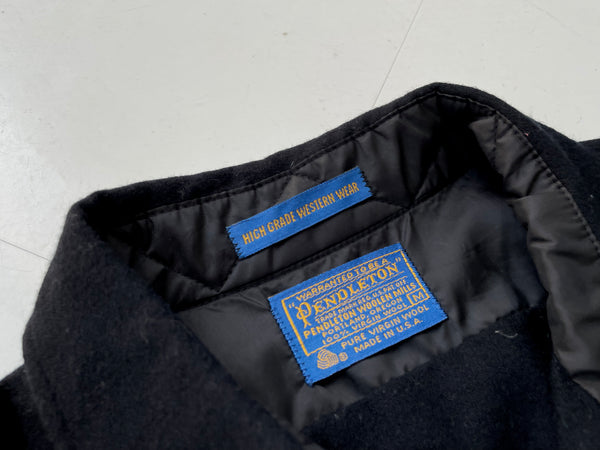 HIGH GRADE WESTERN WEAR
"WARRANTED TO BE A
PENDLETON"
TRADE MARK REG. U.S. PAT. OFF.
PENDLETON WOOLEN MILLS
PORTLAND, OREGON
100% VIRGIN WOOL M
PURE VIRGIN WOOL
MADE IN U.S.A.